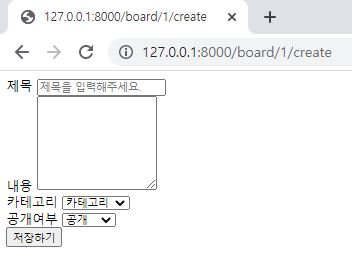 127.0.0.1:8000/board/1/create
127.0.0.1:8000/board/1/create
제목 제목을 입력해주세요.
내용
카테고리 카테고리
공개여부 공개
저장하기